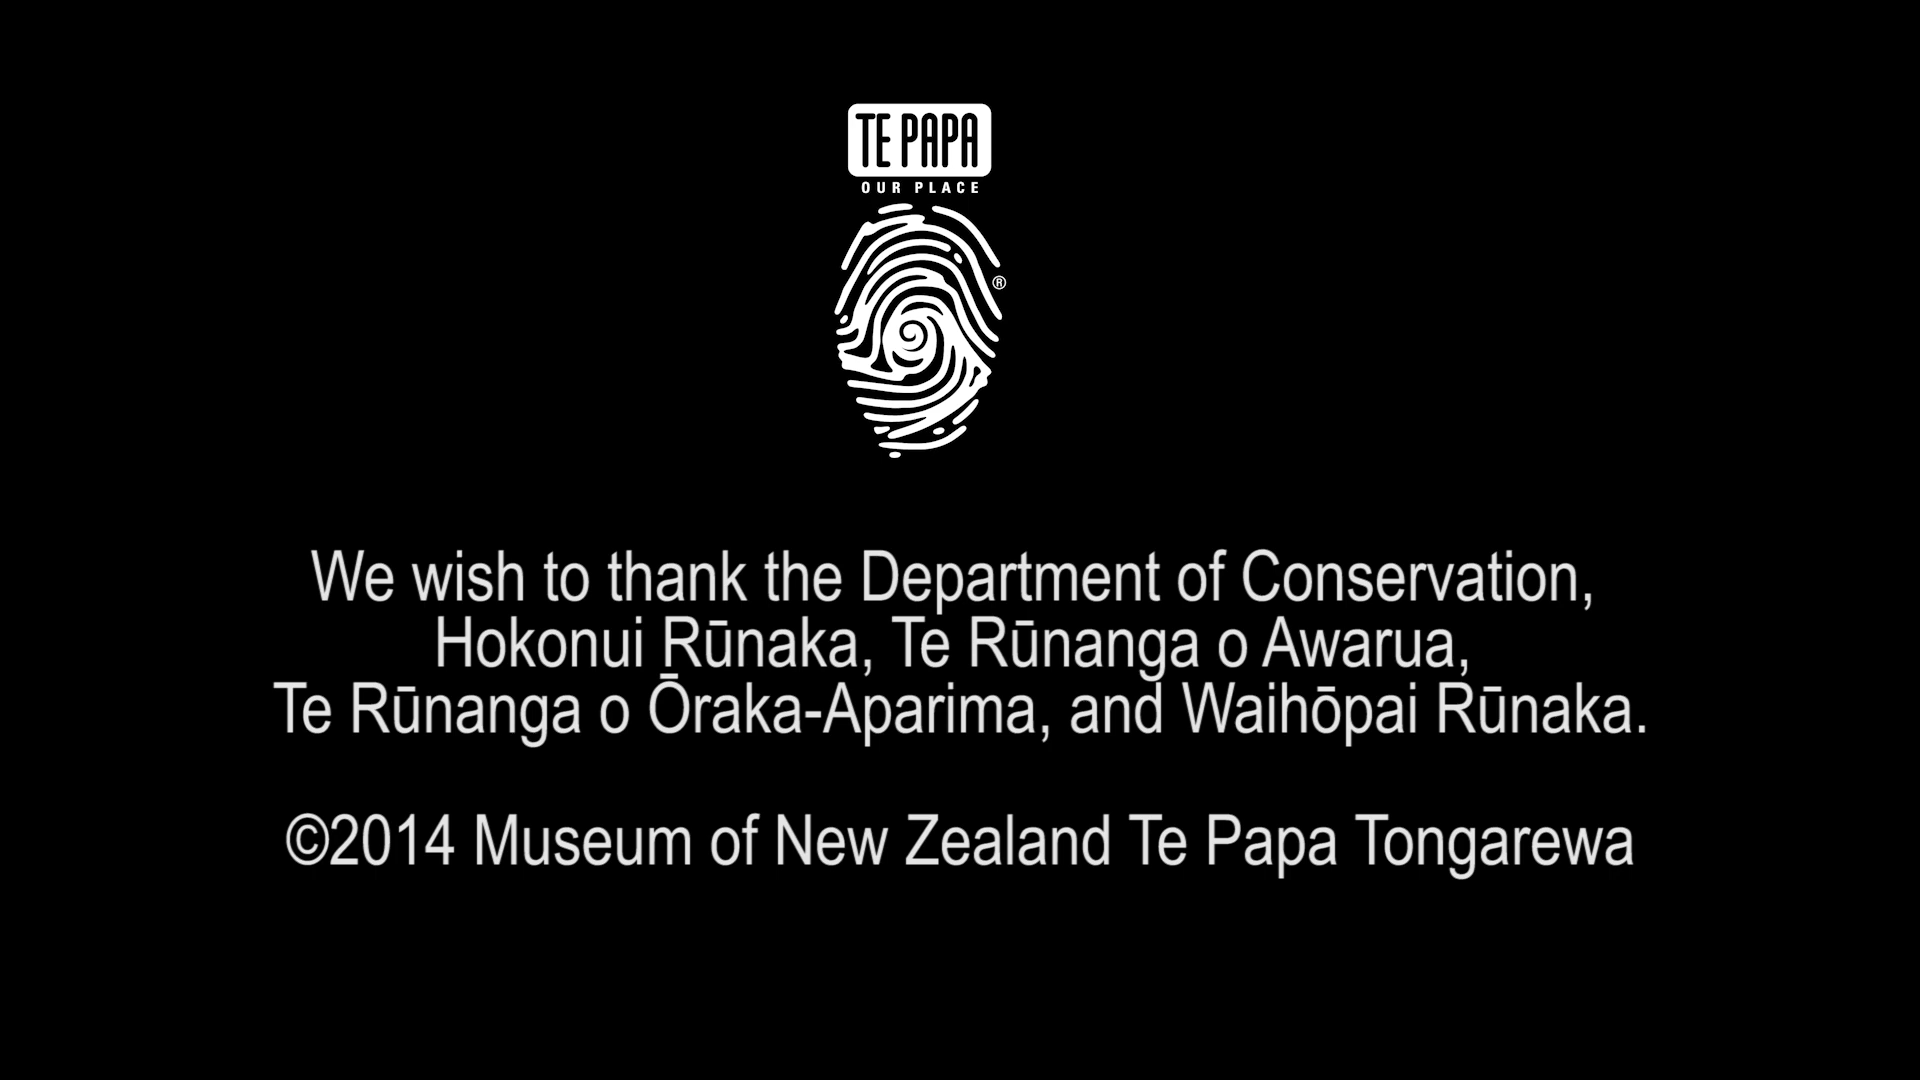 TE PAPA
OUR PLACE
®
We wish to thank the Department of Conservation,
Hokonui Rūnaka, Te Rūnanga o Awarua,
Te Rūnanga o Ōraka-Aparima, and Waihōpai Rūnaka.
©2014 Museum of New Zealand Te Papa Tongarewa